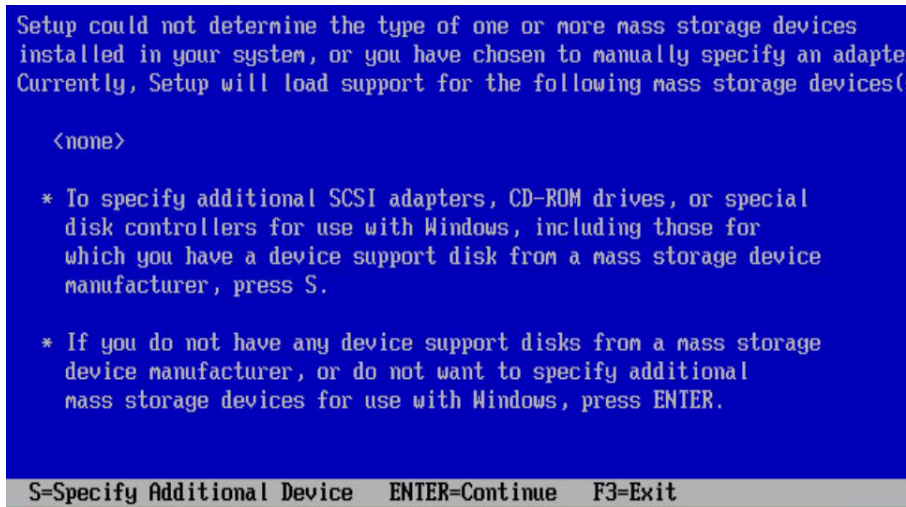 Setup could not determine the type of one or more mass storage devices
installed in your system, or you have chosen to manually specify an adapte
Currently, Setup will load support for the following mass storage devices(
<none>
* To specify additional SCSI adapters, CD-ROM drives, or special
disk controllers for use with Windows, including those for
which you have a device support disk from a mass storage device
manufacturer, press S.
* If you do not have any device support disks from a mass storage
device manufacturer, or do not want to specify additional
mass storage devices for use with Windows, press ENTER.
S=Specify Additional Device ENTER=Continue F3=Exit